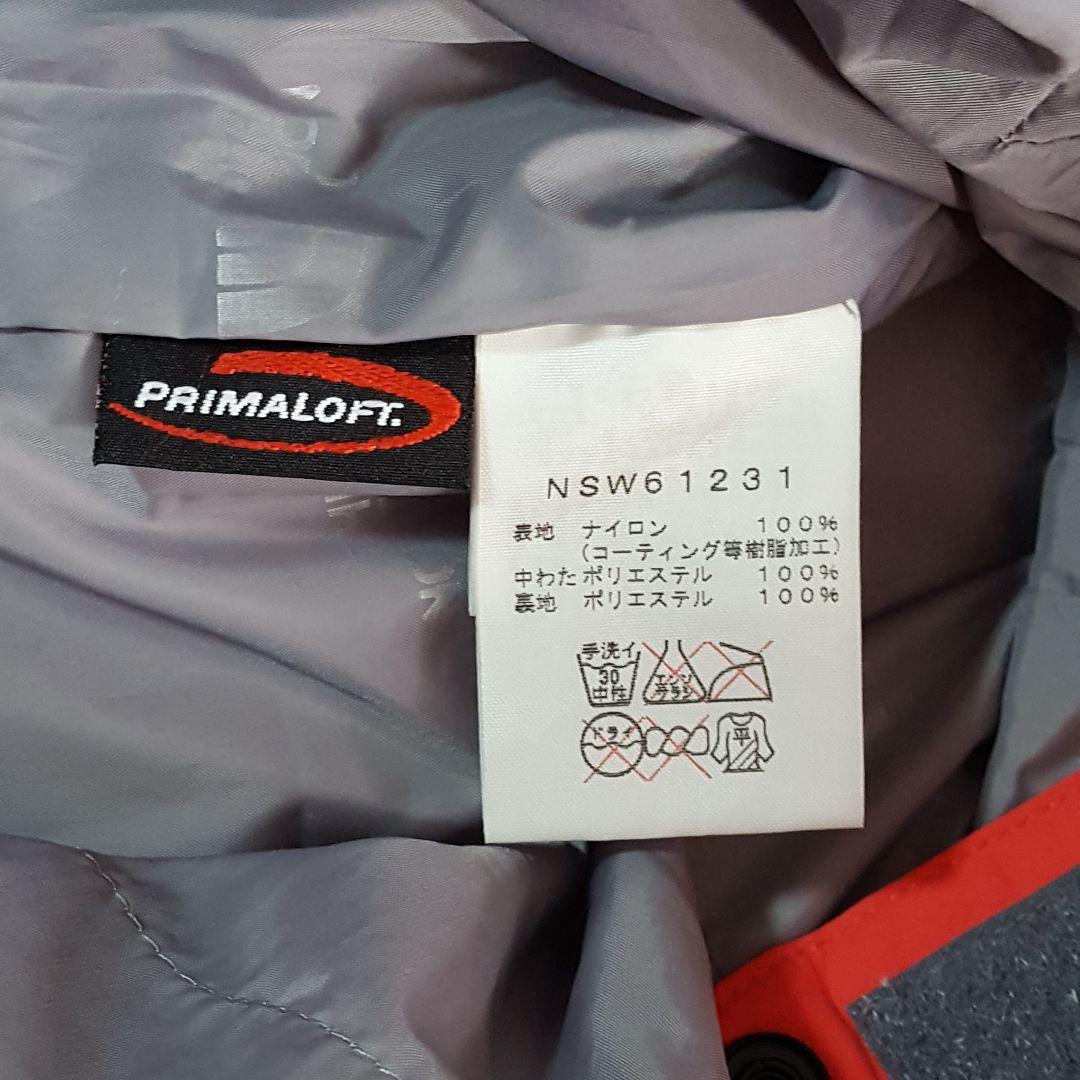 PRIMALOFT.
NSW61231
表地 ナイロン 100%
(コーティング等樹脂加工)
中わた ポリエステル 100%
裏地 ポリエステル 100%
手洗イ
30
中性
エンソ
サラシ
ドライ
平